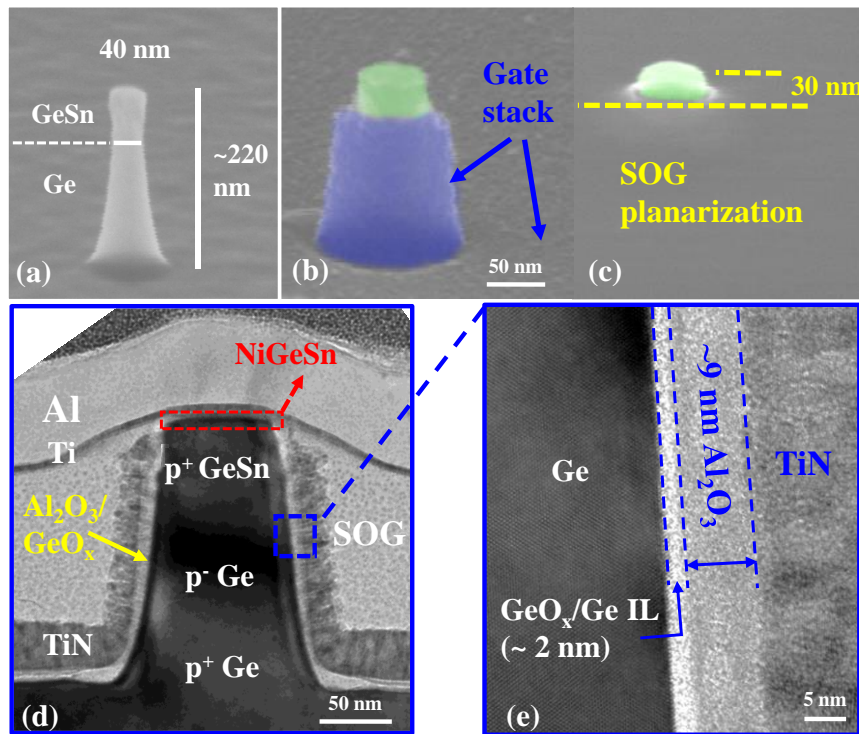 40 nm
GeSn
Ge
~220
nm
(a)
Gate
stack
50 nm
(b)
30 nm
SOG
planarization
(c)
NiGeSn
Al
Ti
p⁺ GeSn
Al₂O₃/
GeOₓ
SOG
p⁻ Ge
TiN
p⁺ Ge
50 nm
(d)
~9 nm Al₂O₃
Ge
TiN
GeOₓ/Ge IL
(~ 2 nm)
5 nm
(e)